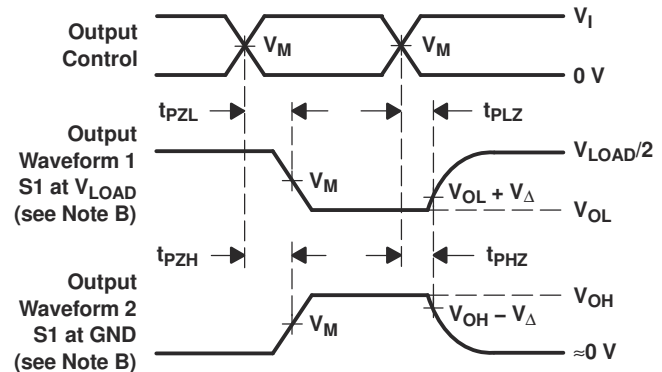 Output
Control
V_M
V_M
V_I
0 V
t_PZL
t_PLZ
Output
Waveform 1
S1 at V_LOAD
(see Note B)
V_M
V_LOAD/2
V_OL + V_Δ
V_OL
t_PZH
t_PHZ
Output
Waveform 2
S1 at GND
(see Note B)
V_M
V_OH
V_OH − V_Δ
≈0 V